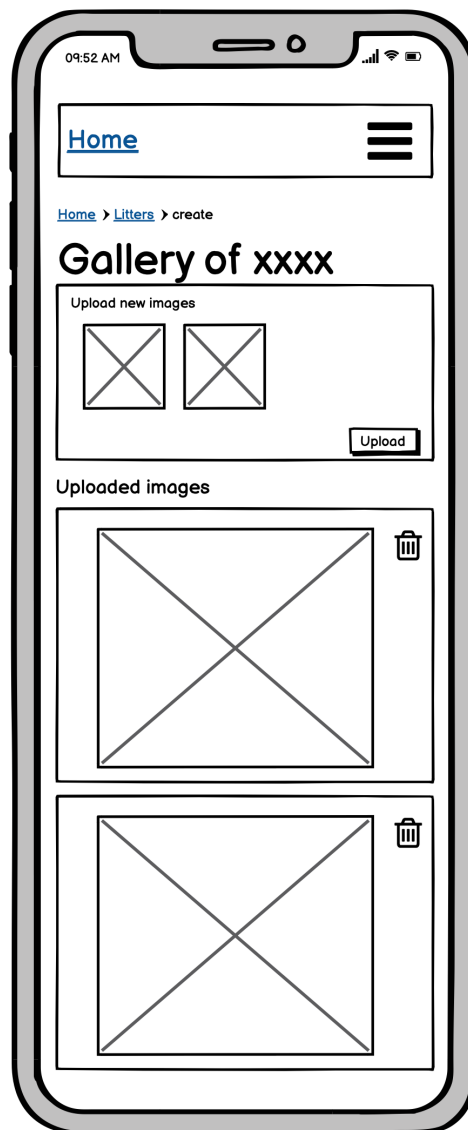 09:52 AM
Home
Home > Litters > create
Gallery of xxxx
Upload new images
Upload
Uploaded images